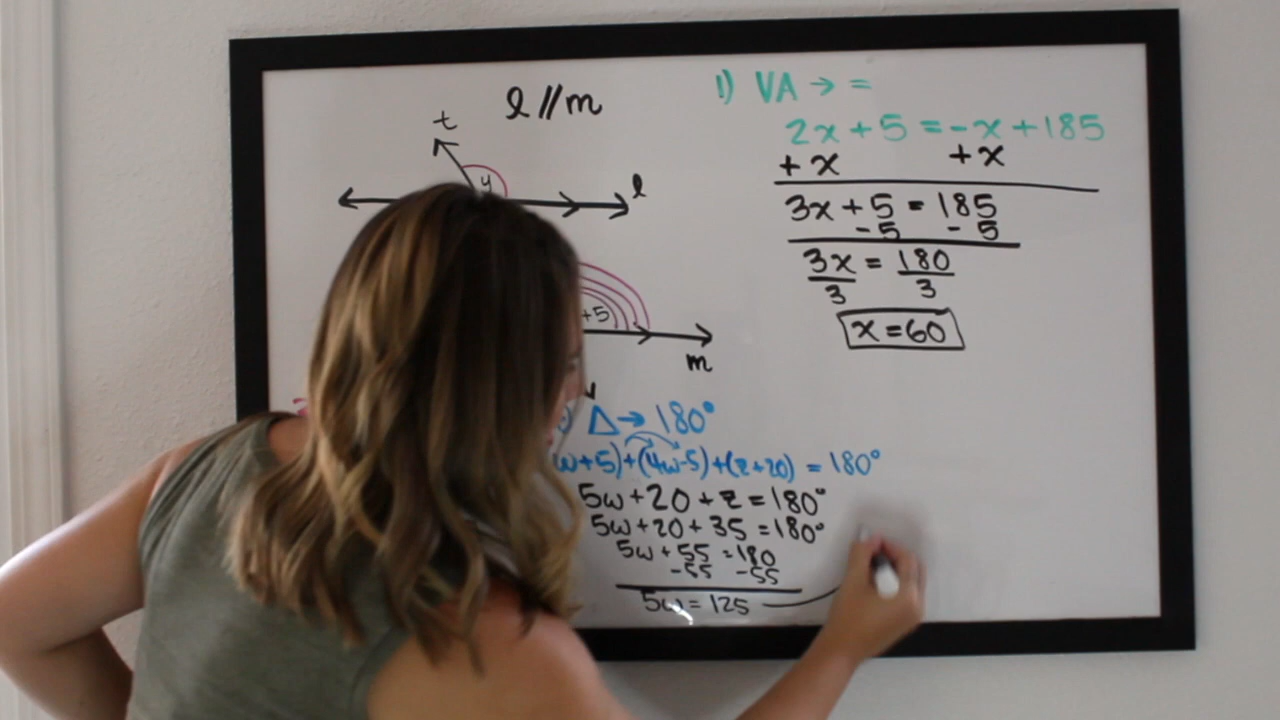 l // m
t
y
l
+5
m
Δ → 180°
w+5)+(4w-5)+(z+20) = 180°
5w+20+z=180°
5w+20+35=180°
5w+55=180
-55 -55
5w=125
1) VA → =
2x+5=-x+185
+x +x
3x+5=185
-5 -5
3x = 180
3 3
x=60